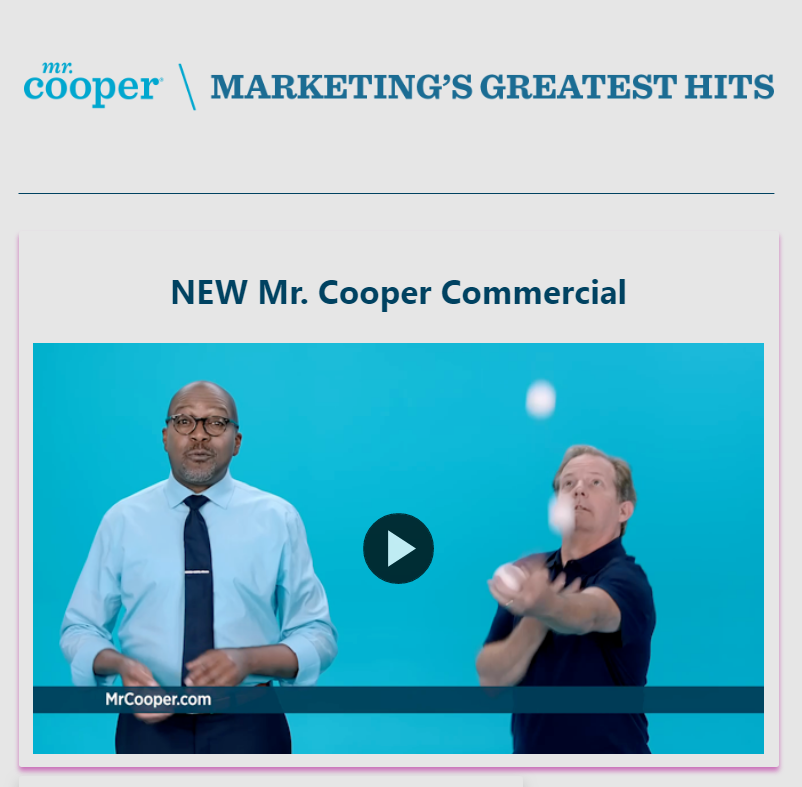 mr.
cooper®
MARKETING'S GREATEST HITS
NEW Mr. Cooper Commercial
MrCooper.com